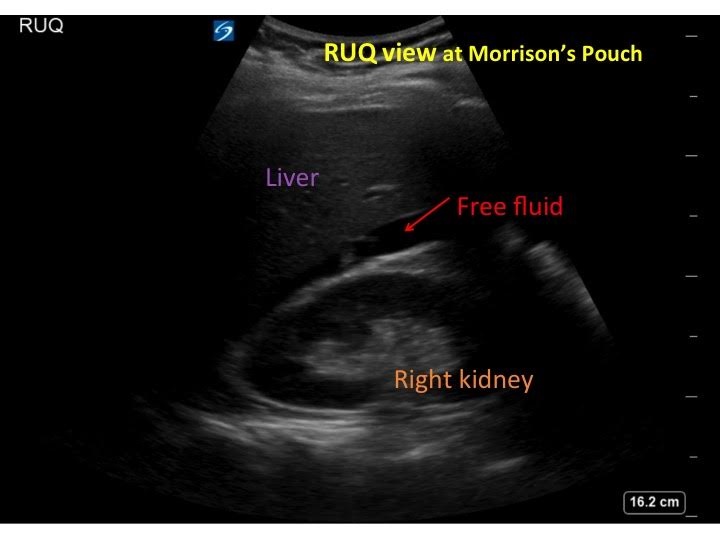 RUQ
RUQ view at Morrison's Pouch
Liver
Free fluid
Right kidney
16.2 cm